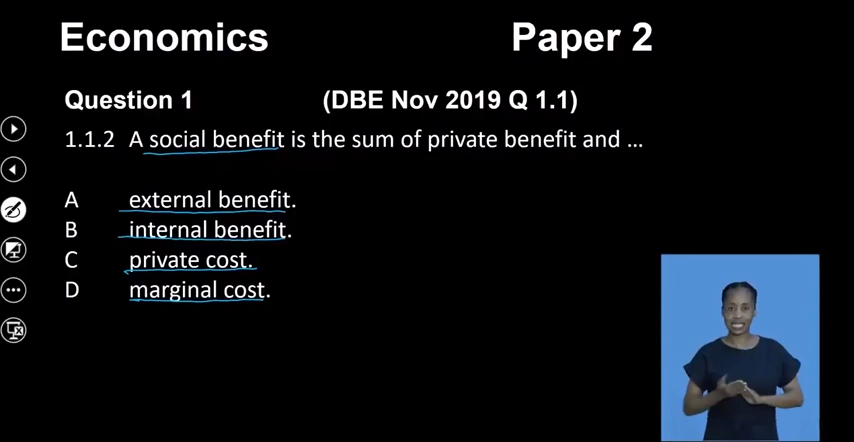 Economics Paper 2
Question 1 (DBE Nov 2019 Q 1.1)
1.1.2 A social benefit is the sum of private benefit and ...
A external benefit.
B internal benefit.
C private cost.
D marginal cost.